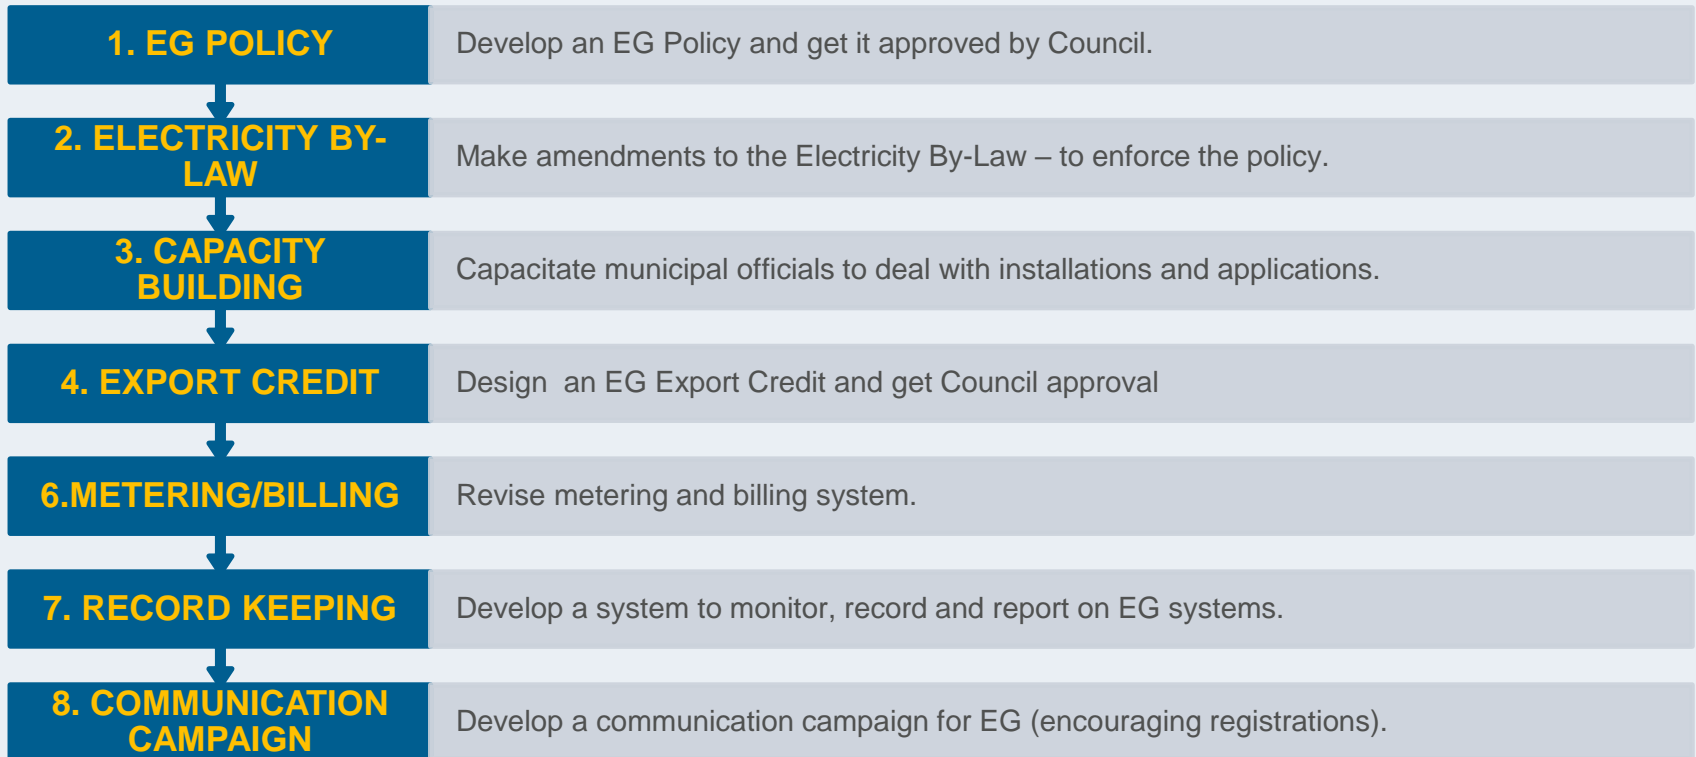 1. EG POLICY
Develop an EG Policy and get it approved by Council.
2. ELECTRICITY BY-
LAW
Make amendments to the Electricity By-Law – to enforce the policy.
3. CAPACITY
BUILDING
Capacitate municipal officials to deal with installations and applications.
4. EXPORT CREDIT
Design  an EG Export Credit and get Council approval
6.METERING/BILLING
Revise metering and billing system.
7. RECORD KEEPING
Develop a system to monitor, record and report on EG systems.
8. COMMUNICATION
CAMPAIGN
Develop a communication campaign for EG (encouraging registrations).